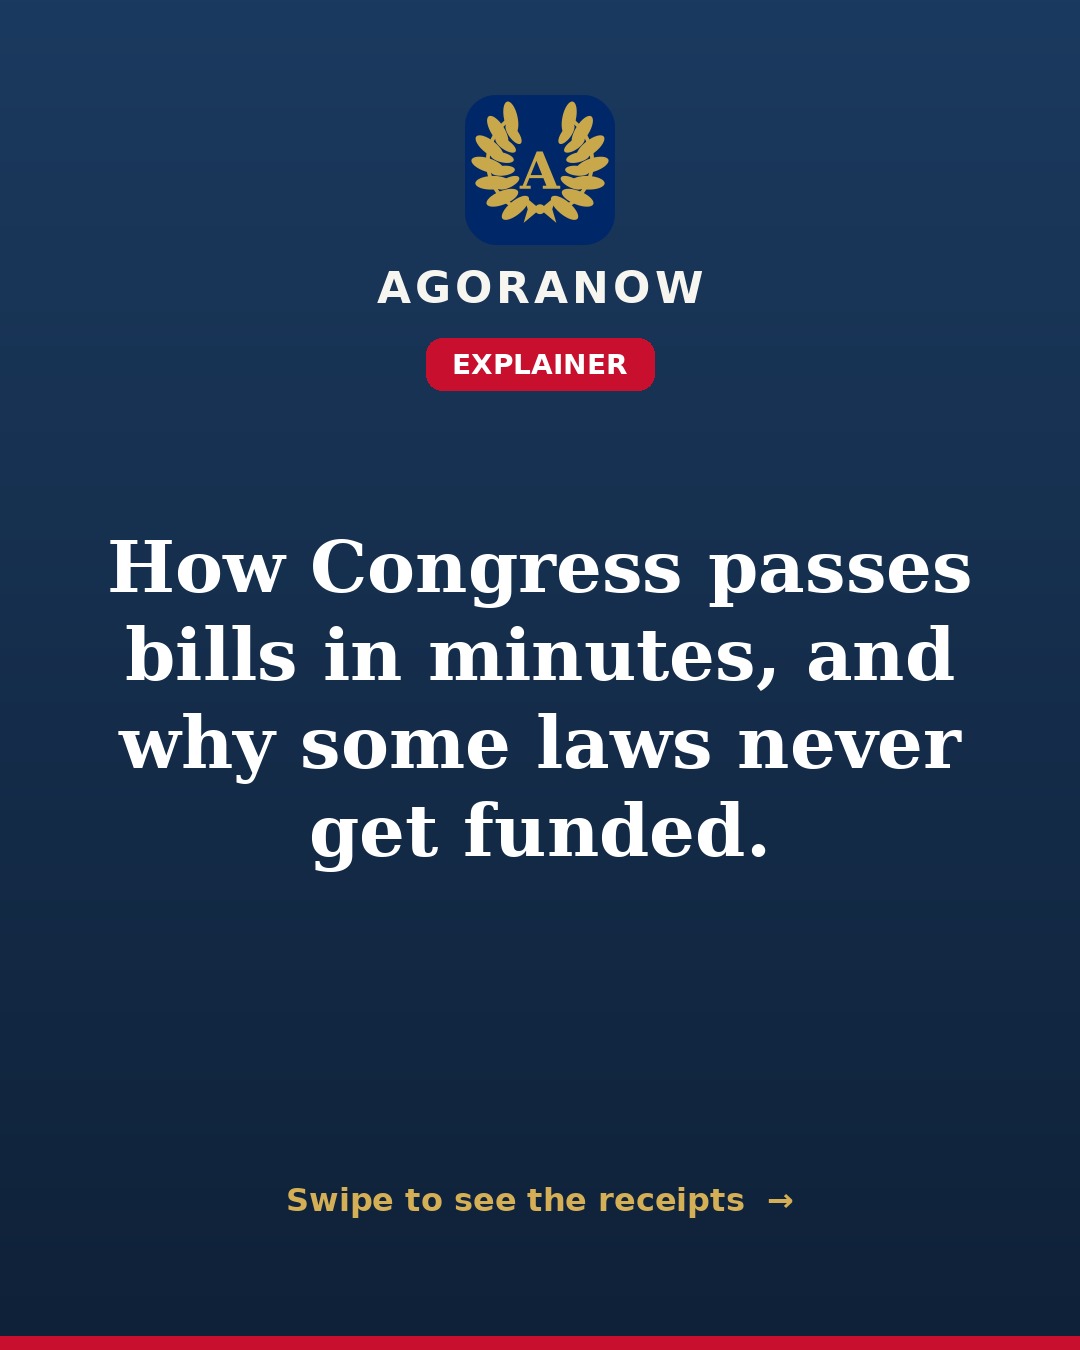 A
AGORANOW
EXPLAINER
How Congress passes
bills in minutes, and
why some laws never
get funded.
Swipe to see the receipts →